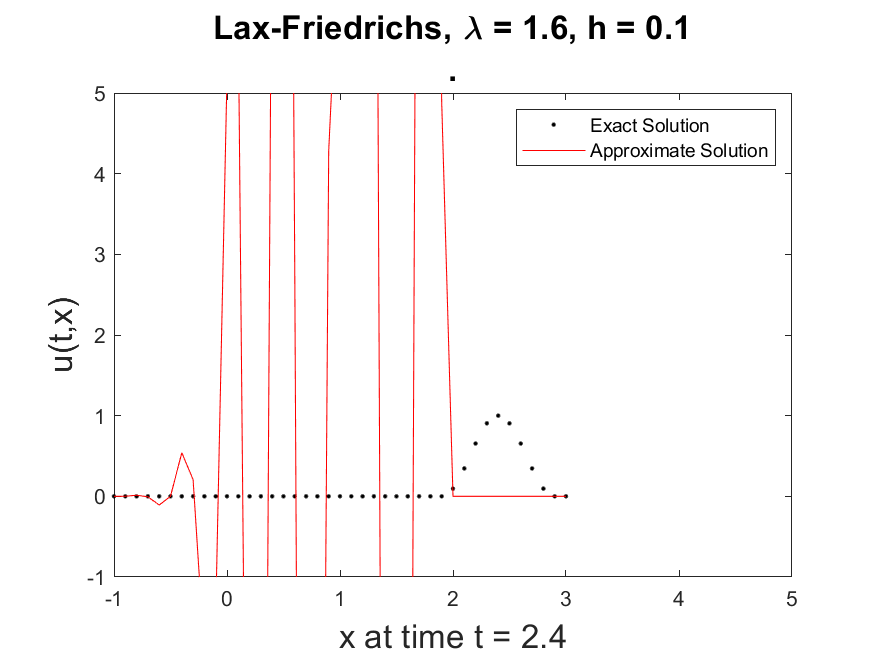 Lax-Friedrichs, λ = 1.6, h = 0.1
.
5
4
3
2
1
0
-1
u(t,x)
Exact Solution
Approximate Solution
-1 0 1 2 3 4 5
x at time t = 2.4